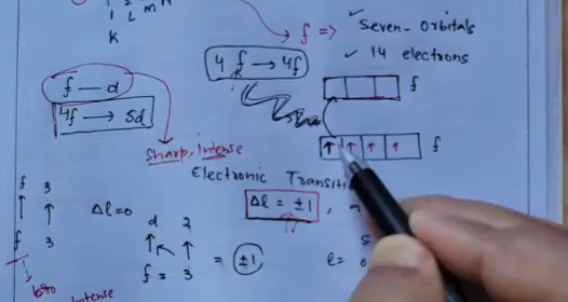 1 L M N
K
f => ✓ Seven-Orbitals
✓ 14 electrons
4f → 4f
f
f — d
4f → 5d
Sharp, intense
f
Electronic Transiti
f 3
↑ ↑
f 3
Δl=0
d 2
↑ ↑
f = 3
= ±1
Δl = ±1,
l=
intense